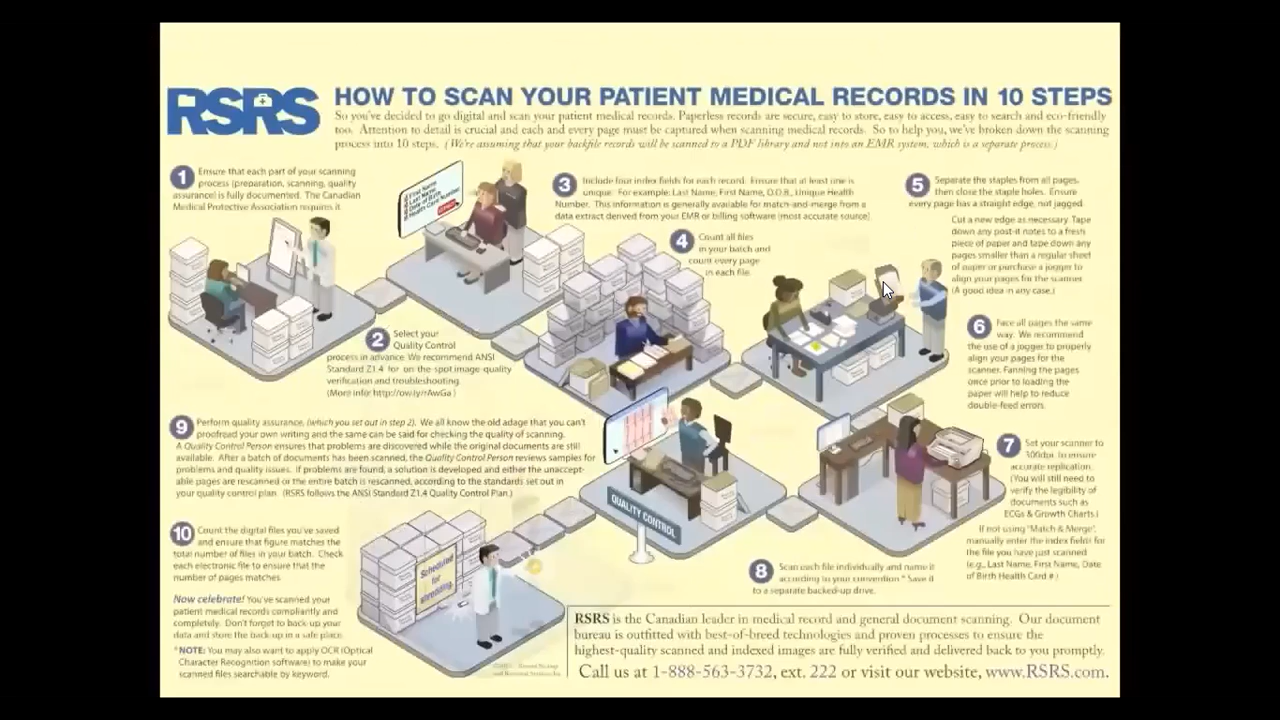 RSRS
HOW TO SCAN YOUR PATIENT MEDICAL RECORDS IN 10 STEPS
So you've decided to go digital and scan your patient medical records. Paperless records are secure, easy to store, easy to access, easy to search and eco-friendly
too. Attention to detail is crucial and each and every page must be captured when scanning medical records. So to help you, we've broken down the scanning
process into 10 steps. (We're assuming that your backfile records will be scanned to a PDF library and not into an EMR system, which is a separate process.)
1 Ensure that each part of your scanning
process (preparation, scanning, quality
assurance) is fully documented. The Canadian
Medical Protective Association requires it.
First Name
Last Name
Date of Birth
Health Card Number
2 Select your
Quality Control
process in advance. We recommend ANSI
Standard Z1.4 for on-the-spot image quality
verification and troubleshooting.
(More info: http://ow.ly/rAwGa )
3 Include four index fields for each record. Ensure that at least one is
unique. For example: Last Name, First Name, D.O.B., Unique Health
Number. This information is generally available for match-and-merge from a
data extract derived from your EMR or billing software (most accurate source)
4 Count all files
in your batch and
count every page
in each file.
5 Separate the staples from all pages,
then close the staple holes. Ensure
every page has a straight edge, not jagged.
Cut a new edge as necessary. Tape
down any post-it notes to a fresh
piece of paper and tape down any
pages smaller than a regular sheet
of paper or purchase a jogger to
align your pages for the scanner.
(A good idea in any case.)
6 Face all pages the same
way. We recommend
the use of a jogger to properly
align your pages for the
scanner. Fanning the pages
once prior to loading the
paper will help to reduce
double-feed errors.
7 Set your scanner to
300dpi to ensure
accurate replication.
(You will still need to
verify the legibility of
documents such as
ECGs & Growth Charts.)
If not using "Match & Merge",
manually enter the index fields for
the file you have just scanned
(e.g., Last Name, First Name, Date
of Birth Health Card #.)
8 Scan each file individually and name it
according to your convention.* Save it
to a separate backed-up drive.
QUALITY CONTROL
9 Perform quality assurance, (which you set out in step 2). We all know the old adage that you can't
proofread your own writing and the same can be said for checking the quality of scanning.
A Quality Control Person ensures that problems are discovered while the original documents are still
available. After a batch of documents has been scanned, the Quality Control Person reviews samples for
problems and quality issues. If problems are found, a solution is developed and either the unaccept-
able pages are rescanned or the entire batch is rescanned, according to the standards set out in
your quality control plan. (RSRS follows the ANSI Standard Z1.4 Quality Control Plan.)
10 Count the digital files you've saved
and ensure that figure matches the
total number of files in your batch. Check
each electronic file to ensure that the
number of pages matches.
Now celebrate! You've scanned your
patient medical records compliantly and
completely. Don't forget to back-up your
data and store the back-up in a safe place.
*NOTE: You may also want to apply OCR (Optical
Character Recognition software) to make your
scanned files searchable by keyword.
Scheduled
for
shredding
RSRS is the Canadian leader in medical record and general document scanning. Our document
bureau is outfitted with best-of-breed technologies and proven processes to ensure the
highest-quality scanned and indexed images are fully verified and delivered back to you promptly.
Call us at 1-888-563-3732, ext. 222 or visit our website, www.RSRS.com.